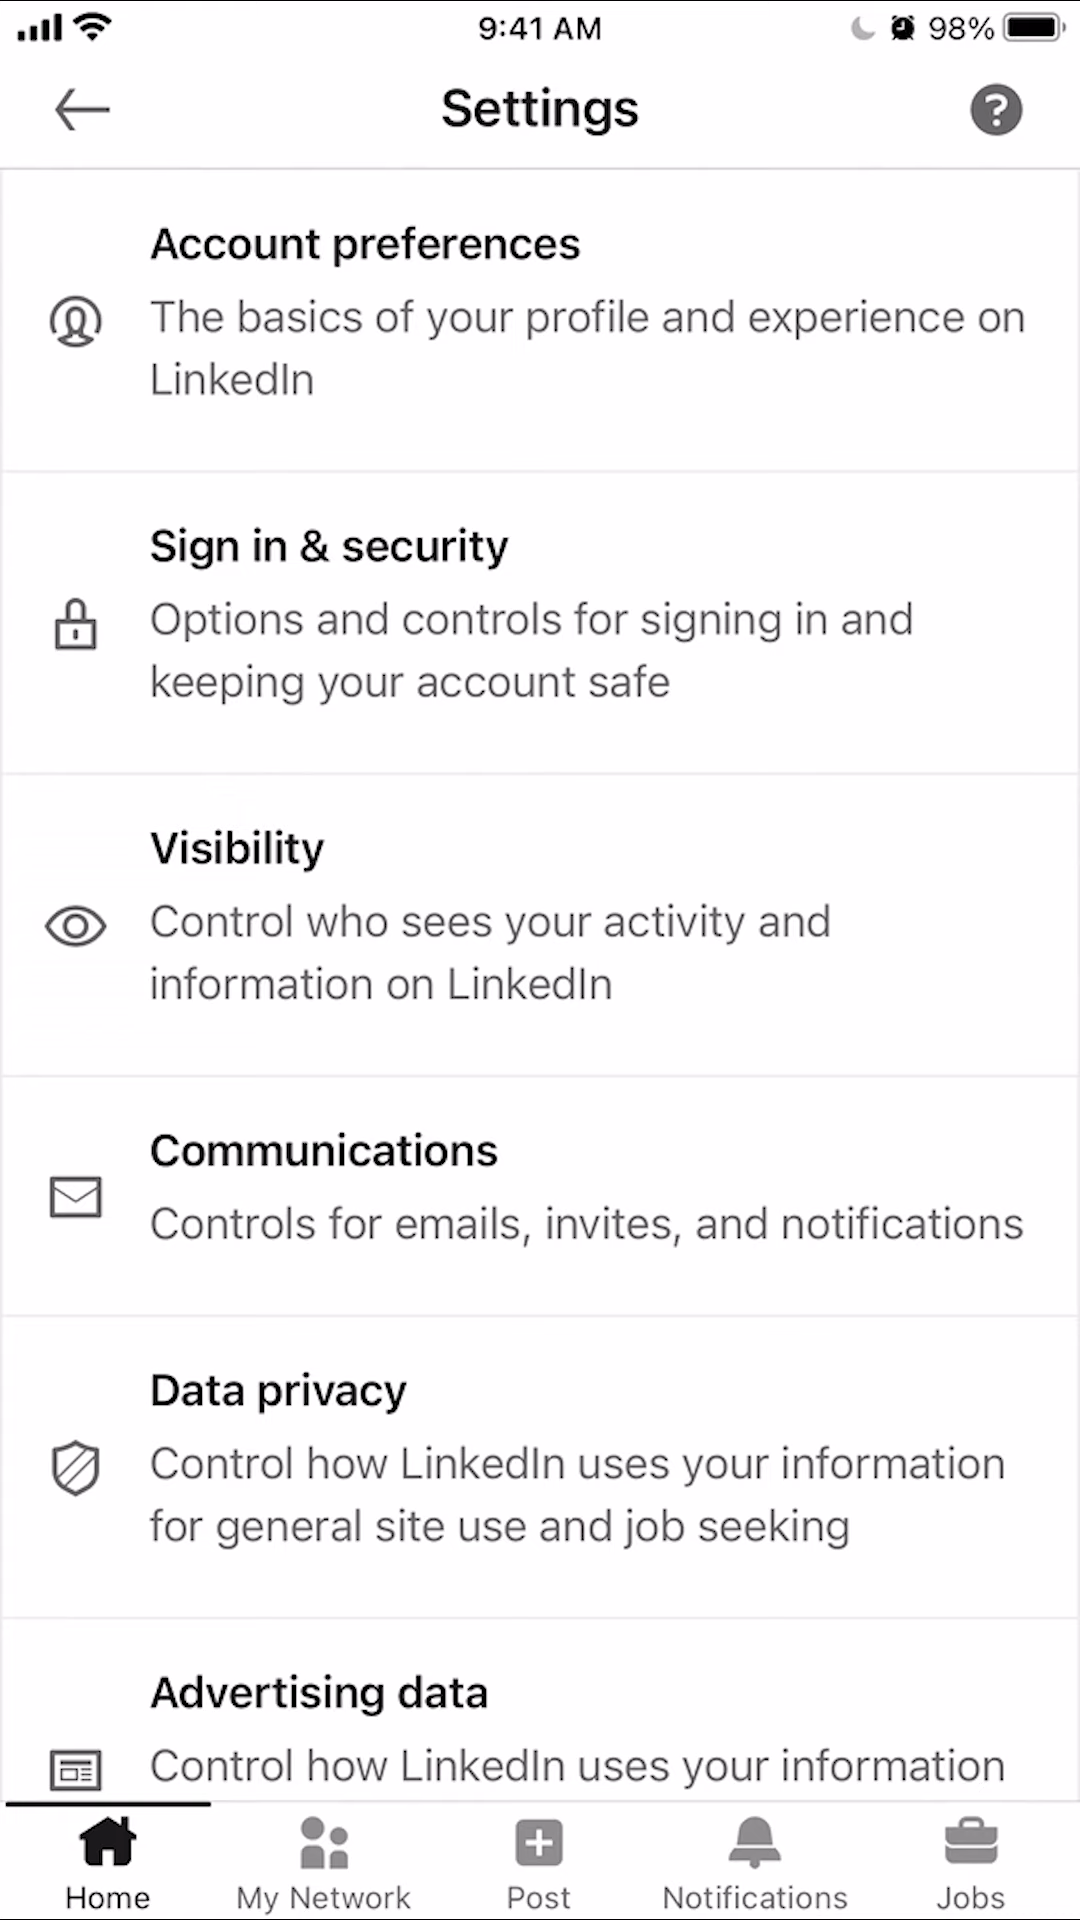 9:41 AM
98%
Settings
Account preferences
The basics of your profile and experience on
LinkedIn
Sign in & security
Options and controls for signing in and
keeping your account safe
Visibility
Control who sees your activity and
information on LinkedIn
Communications
Controls for emails, invites, and notifications
Data privacy
Control how LinkedIn uses your information
for general site use and job seeking
Advertising data
Control how LinkedIn uses your information
Home
My Network
Post
Notifications
Jobs